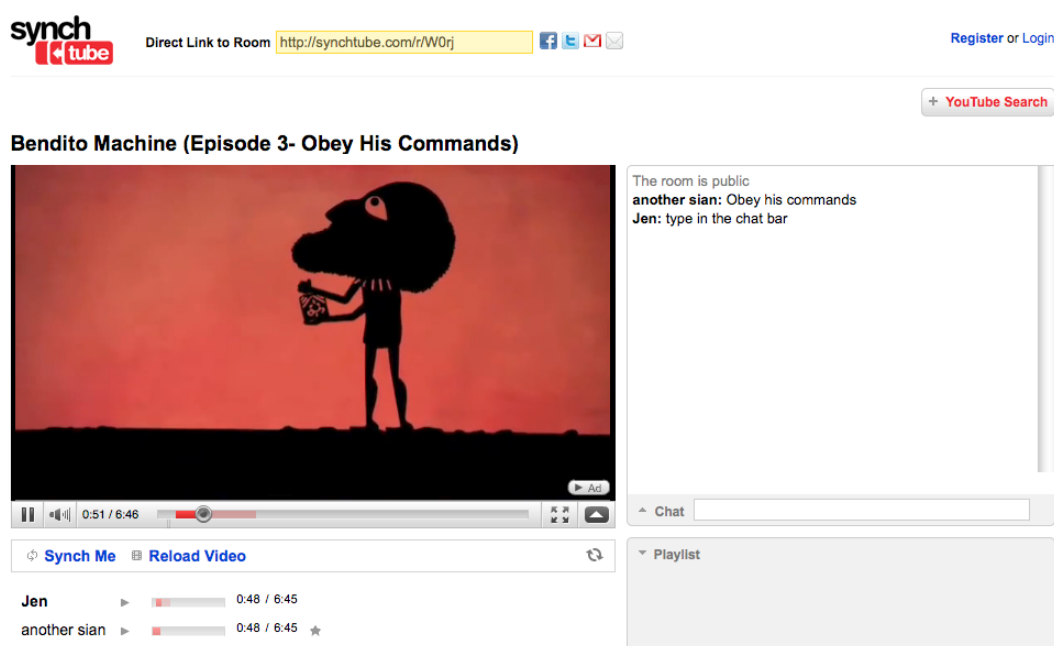 synch
tube
Direct Link to Room http://synchtube.com/r/W0rj
Register or Login
+ YouTube Search
Bendito Machine (Episode 3- Obey His Commands)
The room is public
another sian: Obey his commands
Jen: type in the chat bar
Ad
0:51 / 6:46
Chat
Synch Me Reload Video
Playlist
Jen 0:48 / 6:45
another sian 0:48 / 6:45